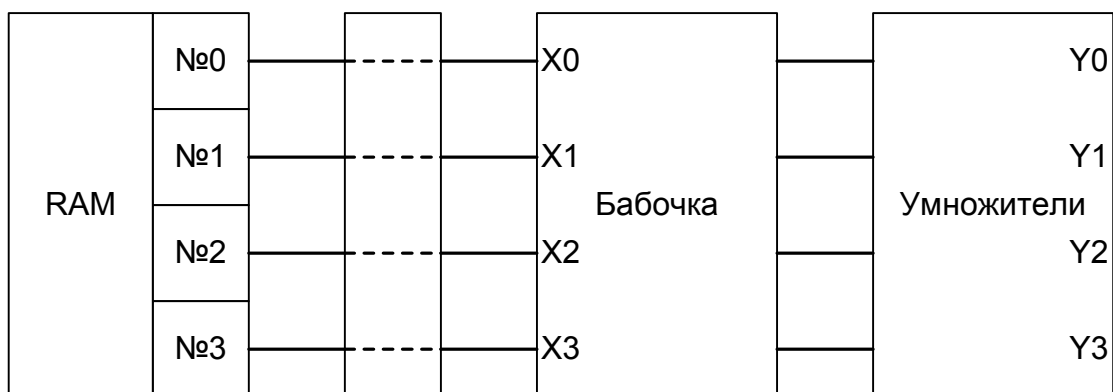 №0 X0 Y0
№1 X1 Y1
RAM Бабочка Умножители
№2 X2 Y2
№3 X3 Y3